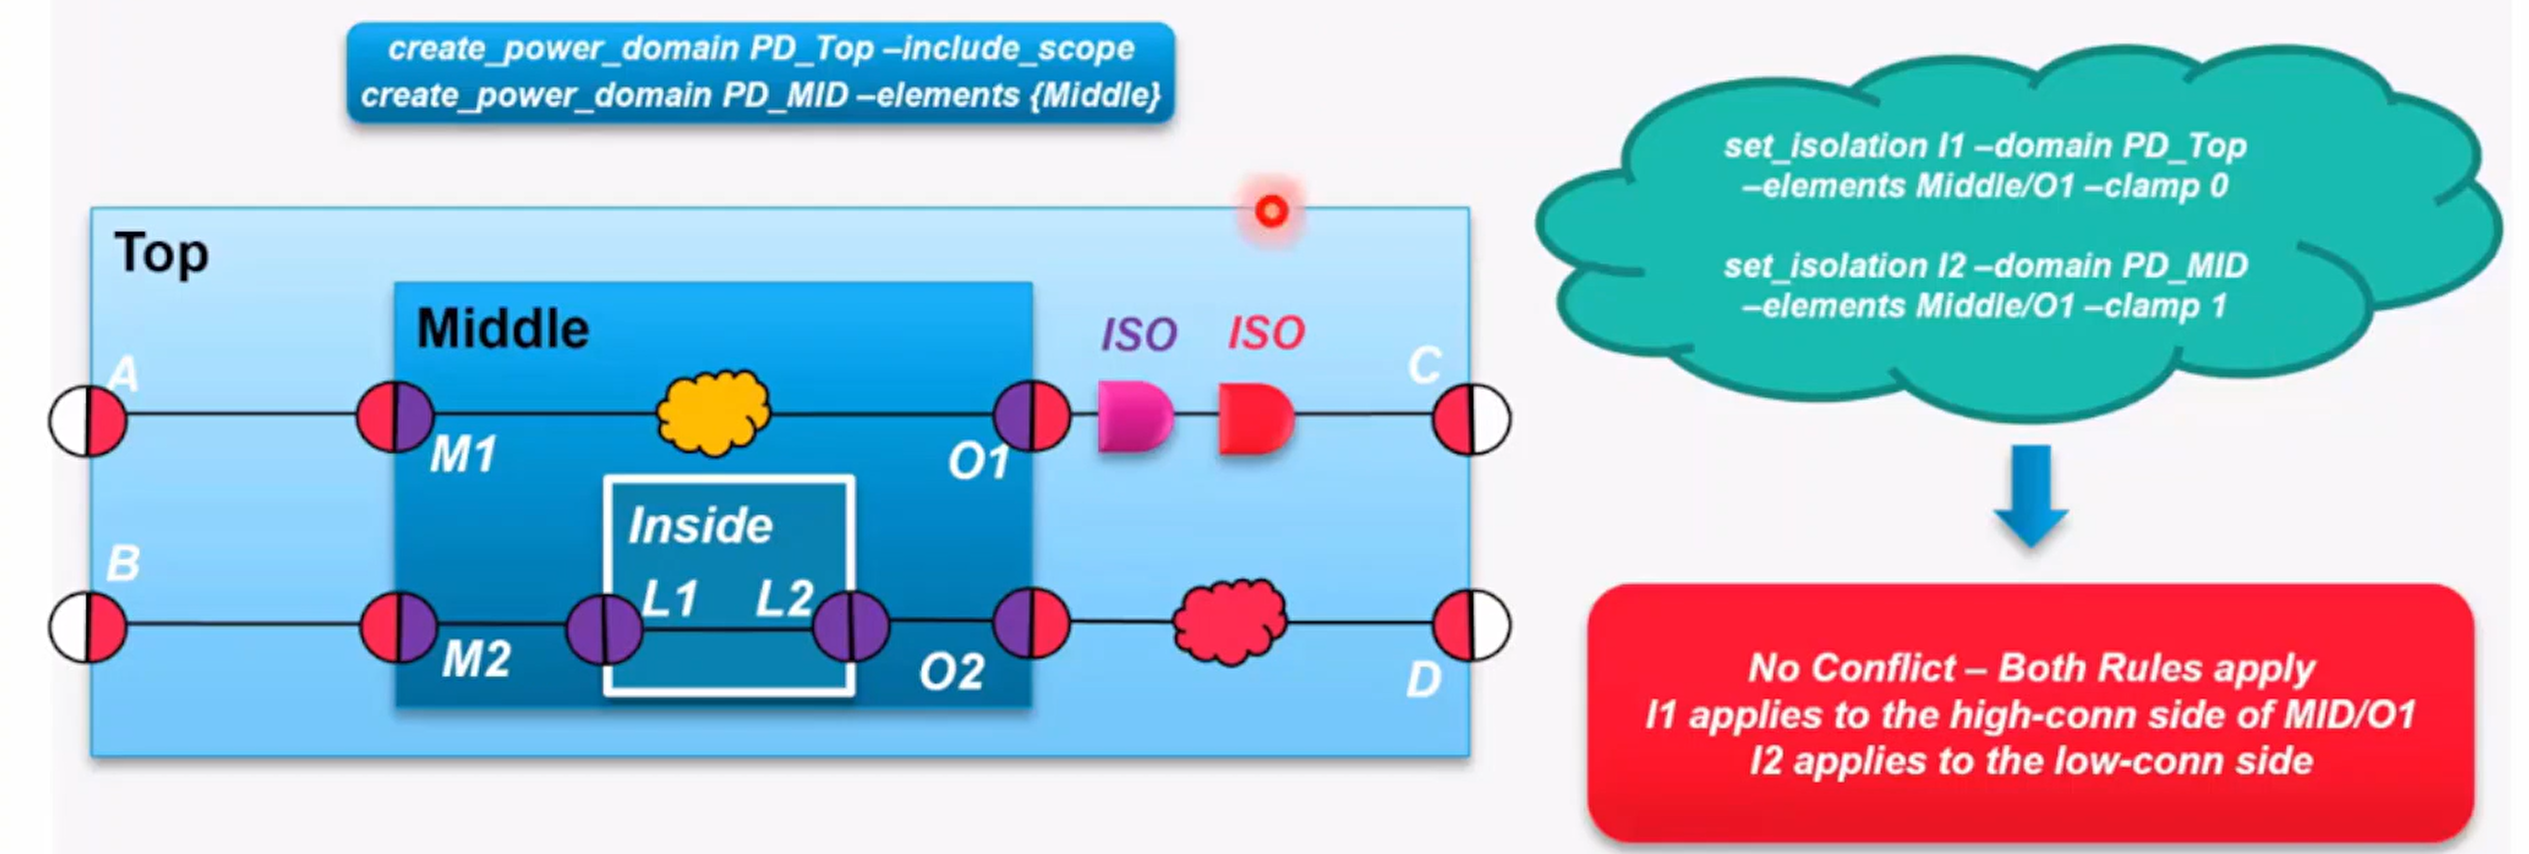 create_power_domain PD_Top –include_scope
create_power_domain PD_MID –elements {Middle}
set_isolation I1 –domain PD_Top
–elements Middle/O1 –clamp 0
set_isolation I2 –domain PD_MID
–elements Middle/O1 –clamp 1
Top
Middle
ISO ISO
A
C
M1
O1
Inside
B
L1 L2
M2
O2
D
No Conflict – Both Rules apply
I1 applies to the high-conn side of MID/O1
I2 applies to the low-conn side